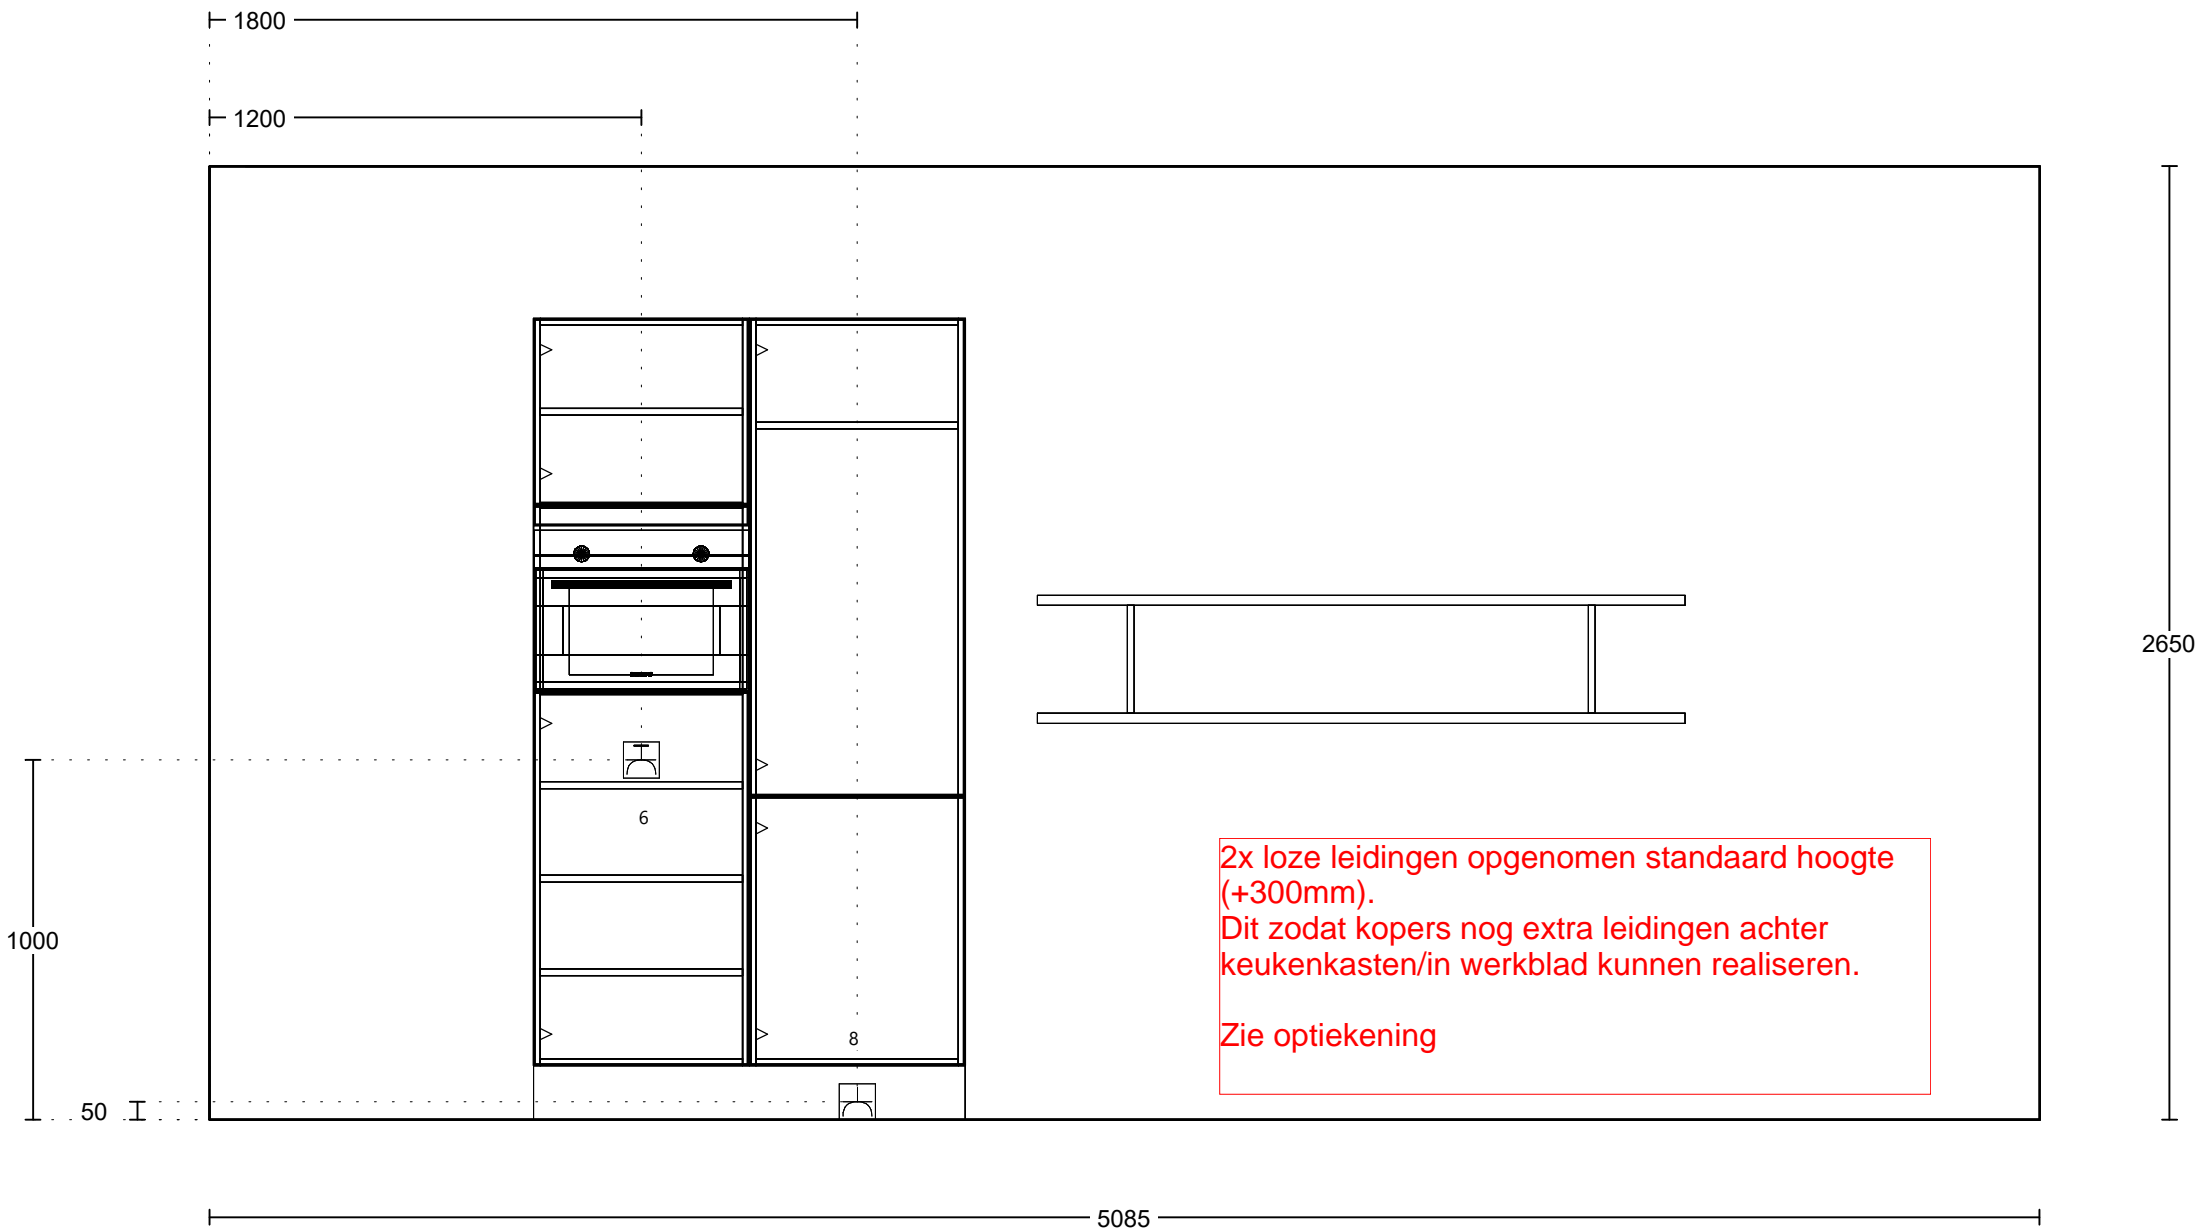 1800
1200
2650
6
2x loze leidingen opgenomen standaard hoogte
(+300mm).
Dit zodat kopers nog extra leidingen achter
keukenkasten/in werkblad kunnen realiseren.
Zie optiekening
1000
8
50
5085